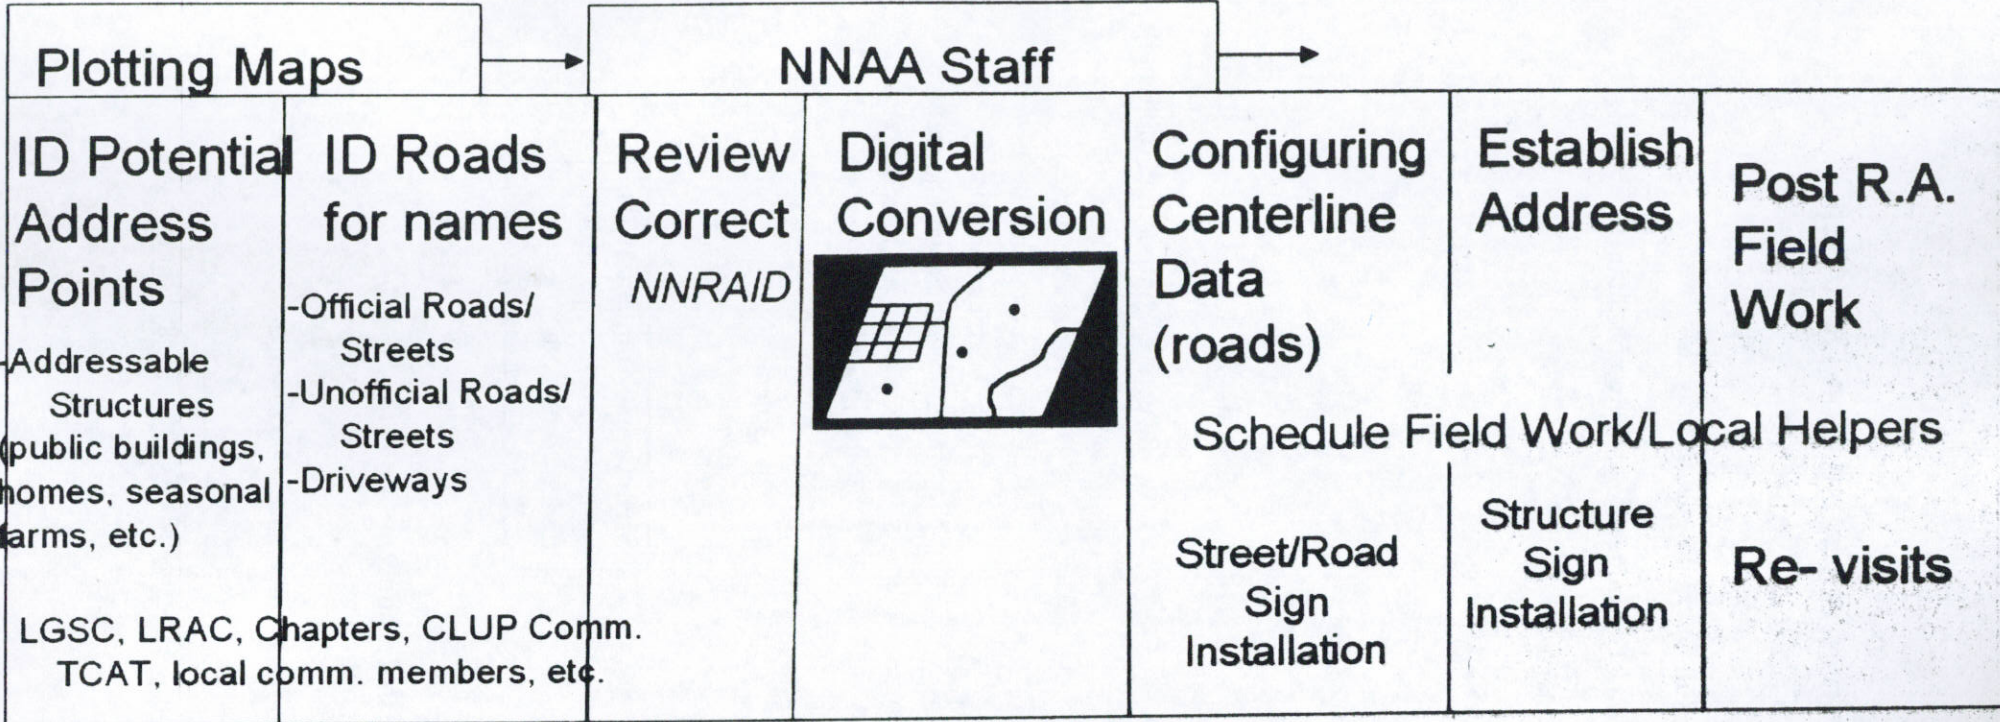 Plotting Maps
NNAA Staff
ID Potential
Address
Points
-Addressable
Structures
(public buildings,
homes, seasonal
farms, etc.)
ID Roads
for names
-Official Roads/
Streets
-Unofficial Roads/
Streets
-Driveways
LGSC, LRAC, Chapters, CLUP Comm.
TCAT, local comm. members, etc.
Review
Correct
NNRAID
Digital
Conversion
Configuring
Centerline
Data
(roads)
Establish
Address
Post R.A.
Field
Work
Schedule Field Work/Local Helpers
Street/Road
Sign
Installation
Structure
Sign
Installation
Re- visits